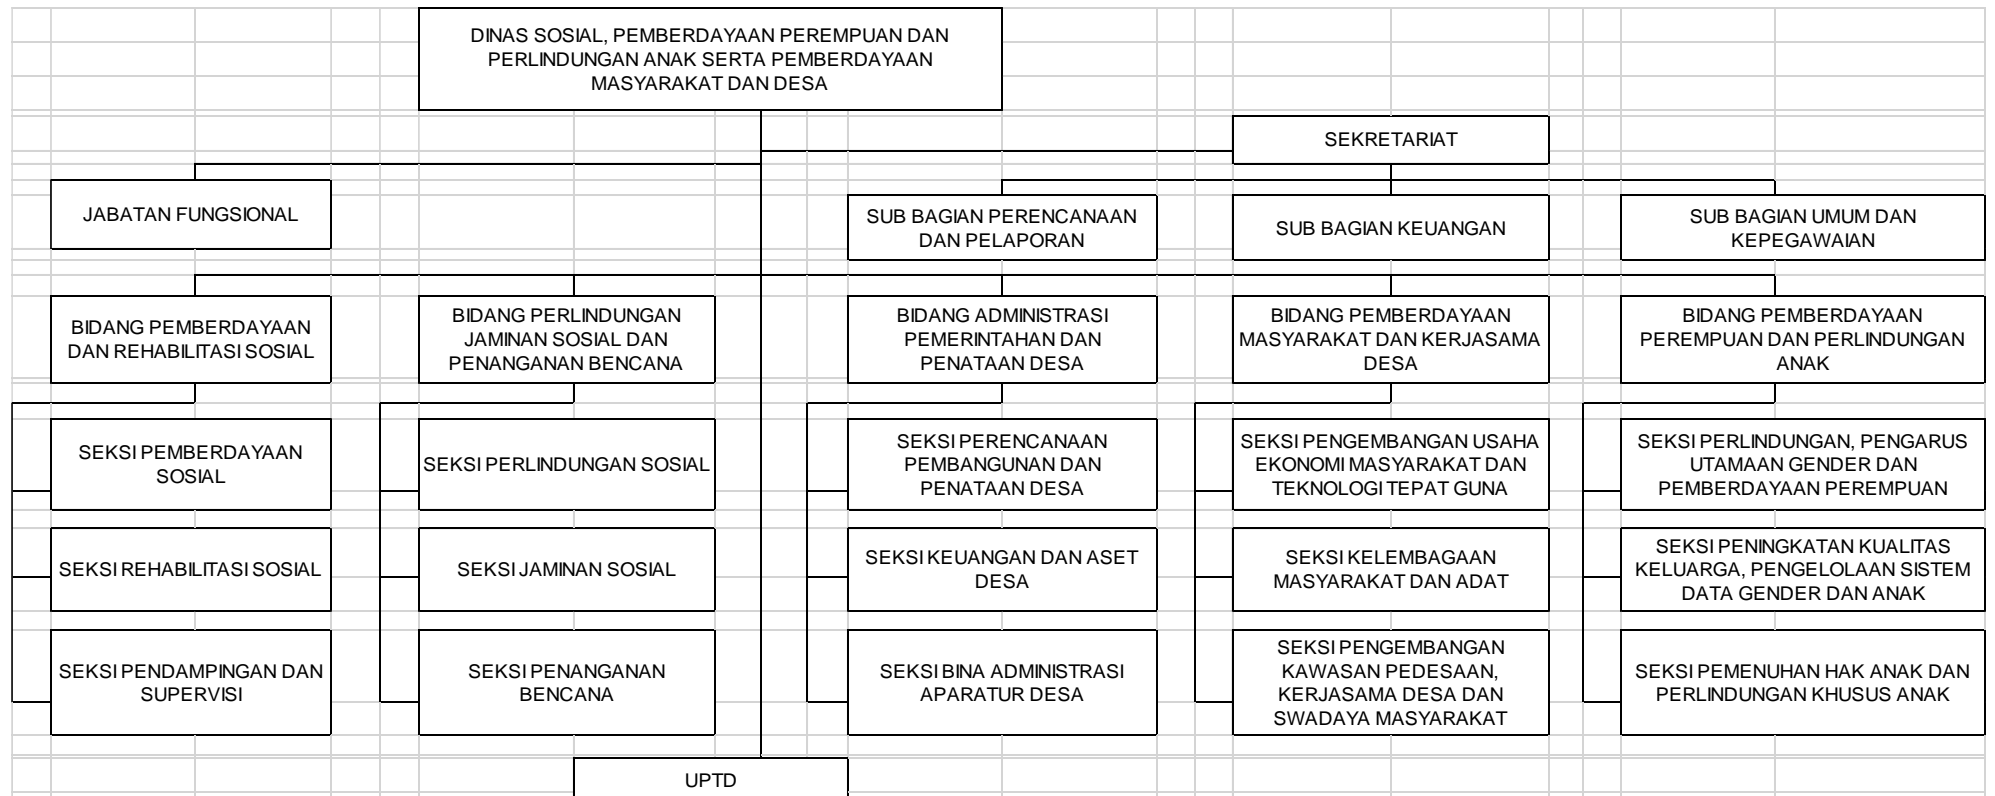 DINAS SOSIAL, PEMBERDAYAAN PEREMPUAN DAN
PERLINDUNGAN ANAK SERTA PEMBERDAYAAN
MASYARAKAT DAN DESA
SEKRETARIAT
JABATAN FUNGSIONAL
SUB BAGIAN PERENCANAAN
DAN PELAPORAN
SUB BAGIAN KEUANGAN
SUB BAGIAN UMUM DAN
KEPEGAWAIAN
BIDANG PEMBERDAYAAN
DAN REHABILITASI SOSIAL
BIDANG PERLINDUNGAN
JAMINAN SOSIAL DAN
PENANGANAN BENCANA
BIDANG ADMINISTRASI
PEMERINTAHAN DAN
PENATAAN DESA
BIDANG PEMBERDAYAAN
MASYARAKAT DAN KERJASAMA
DESA
BIDANG PEMBERDAYAAN
PEREMPUAN DAN PERLINDUNGAN
ANAK
SEKSI PEMBERDAYAAN
SOSIAL
SEKSI PERLINDUNGAN SOSIAL
SEKSI PERENCANAAN
PEMBANGUNAN DAN
PENATAAN DESA
SEKSI PENGEMBANGAN USAHA
EKONOMI MASYARAKAT DAN
TEKNOLOGI TEPAT GUNA
SEKSI PERLINDUNGAN, PENGARUS
UTAMAAN GENDER DAN
PEMBERDAYAAN PEREMPUAN
SEKSI REHABILITASI SOSIAL
SEKSI JAMINAN SOSIAL
SEKSI KEUANGAN DAN ASET
DESA
SEKSI KELEMBAGAAN
MASYARAKAT DAN ADAT
SEKSI PENINGKATAN KUALITAS
KELUARGA, PENGELOLAAN SISTEM
DATA GENDER DAN ANAK
SEKSI PENDAMPINGAN DAN
SUPERVISI
SEKSI PENANGANAN
BENCANA
SEKSI BINA ADMINISTRASI
APARATUR DESA
SEKSI PENGEMBANGAN
KAWASAN PEDESAAN,
KERJASAMA DESA DAN
SWADAYA MASYARAKAT
SEKSI PEMENUHAN HAK ANAK DAN
PERLINDUNGAN KHUSUS ANAK
UPTD